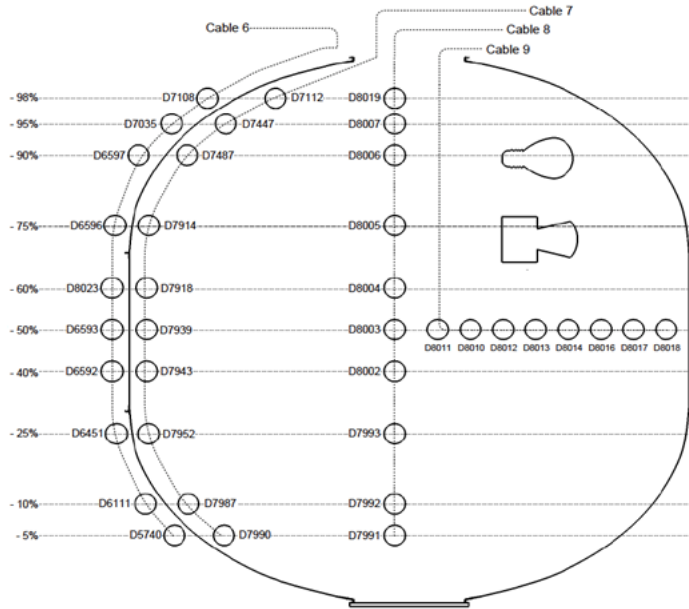 Cable 6
Cable 7
Cable 8
Cable 9
- 98% D7108 D7112 D8019
- 95% D7035 D7447 D8007
- 90% D6597 D7487 D8006
- 75% D6596 D7914 D8005
- 60% D8023 D7918 D8004
- 50% D6593 D7939 D8003
D8011 D8010 D8012 D8013 D8014 D8016 D8017 D8018
- 40% D6592 D7943 D8002
- 25% D6451 D7952 D7993
- 10% D6111 D7987 D7992
- 5% D5740 D7990 D7991